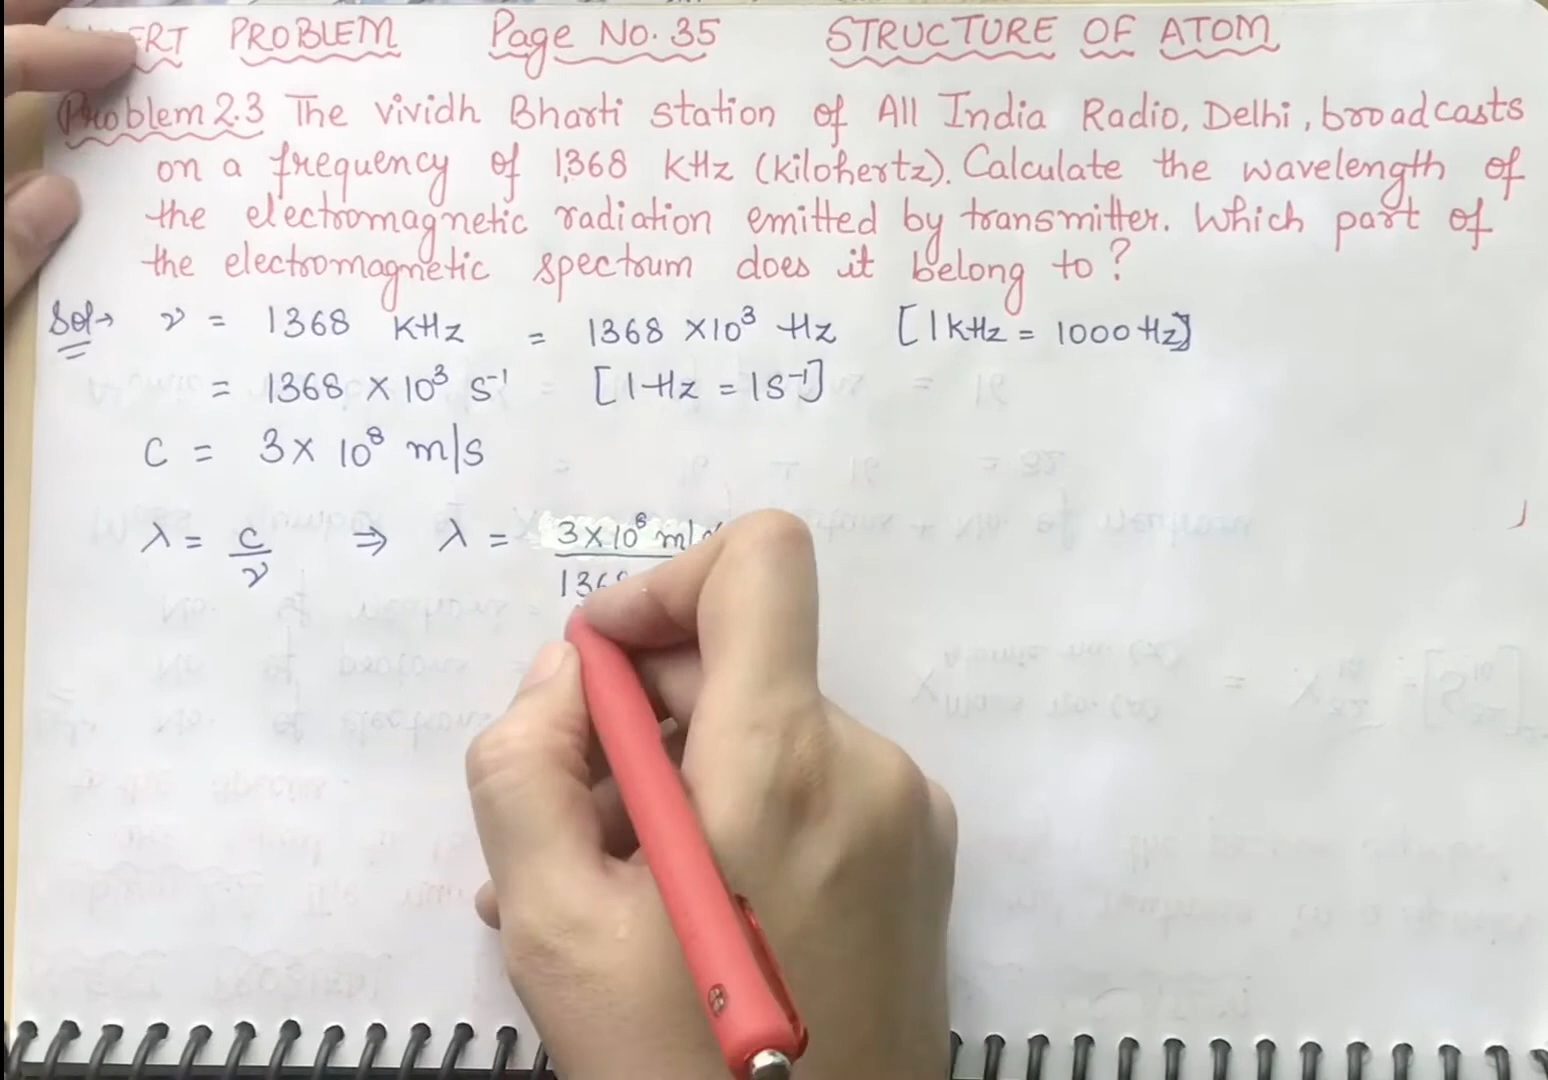 PROBLEM Page No. 35 STRUCTURE OF ATOM
Problem 2.3 The vividh Bharti station of All India Radio, Delhi, broadcasts
on a frequency of 1,368 KHz (kilohertz). Calculate the wavelength of
the electromagnetic radiation emitted by transmitter. Which part of
the electromagnetic spectrum does it belong to?
Sol→ ν = 1368 KHz = 1368 ×10³ Hz [1KHz = 1000 Hz]
= 1368 × 10³ S⁻¹ [1Hz = 1S⁻¹]
C = 3× 10⁸ m/s
λ = c/ν ⇒ λ = 3×10⁸ m/